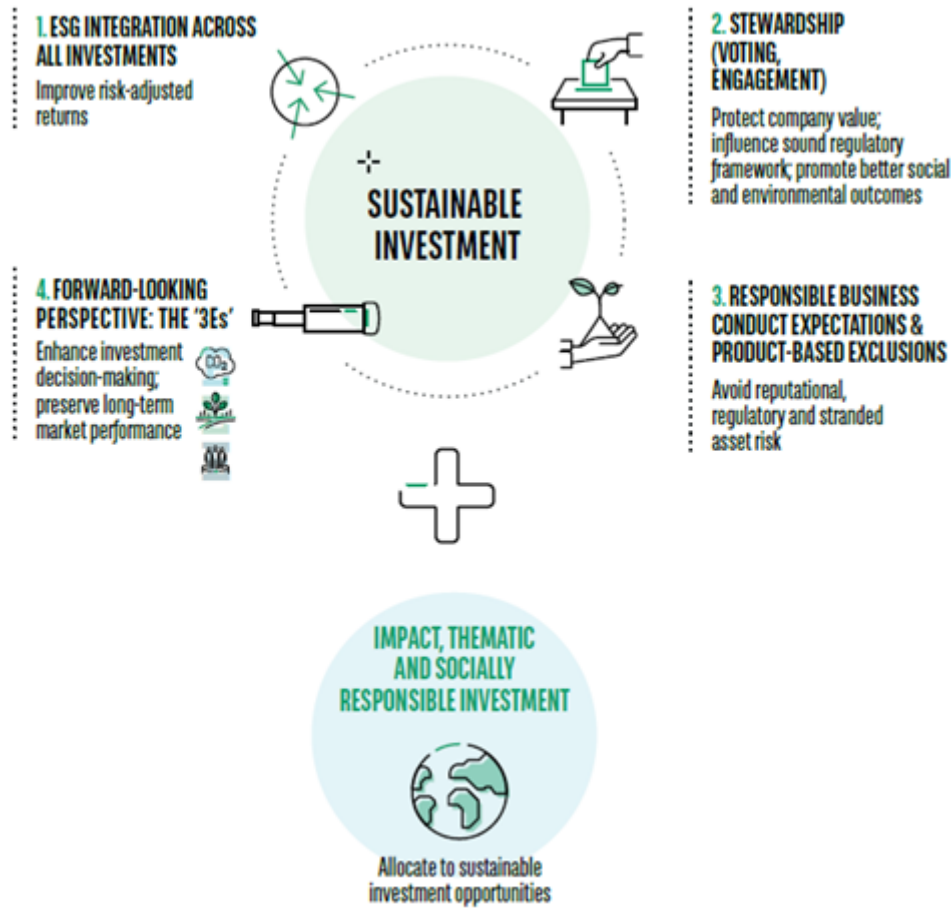 1. ESG INTEGRATION ACROSS
ALL INVESTMENTS
Improve risk-adjusted
returns
2. STEWARDSHIP
(VOTING,
ENGAGEMENT)
Protect company value;
influence sound regulatory
framework; promote better social
and environmental outcomes
SUSTAINABLE
INVESTMENT
4. FORWARD-LOOKING
PERSPECTIVE: THE '3Es'
Enhance investment
decision-making;
preserve long-term
market performance
CO2
3. RESPONSIBLE BUSINESS
CONDUCT EXPECTATIONS &
PRODUCT-BASED EXCLUSIONS
Avoid reputational,
regulatory and stranded
asset risk
IMPACT, THEMATIC
AND SOCIALLY
RESPONSIBLE INVESTMENT
Allocate to sustainable
investment opportunities